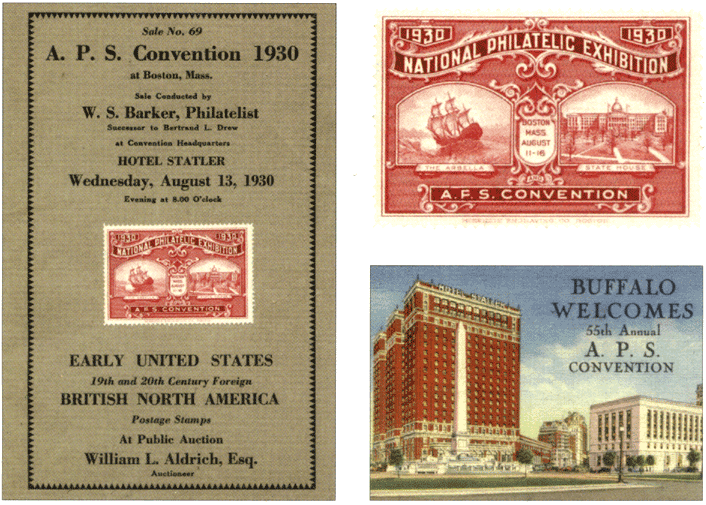 Sale No. 69
A. P. S. Convention 1930
at Boston, Mass.
Sale Conducted by
W. S. Barker, Philatelist
Successor to Bertrand L. Drew
at Convention Headquarters
HOTEL STATLER
Wednesday, August 13, 1930
Evening at 8.00 O'clock
1930 1930
NATIONAL PHILATELIC EXHIBITION
A.P.S. CONVENTION
EARLY UNITED STATES
19th and 20th Century Foreign
BRITISH NORTH AMERICA
Postage Stamps
At Public Auction
William L. Aldrich, Esq.
Auctioneer
1930 1930
NATIONAL PHILATELIC EXHIBITION
BOSTON
MASS.
AUGUST
11-16
THE ARBELLA
STATE HOUSE
AND
A.P.S. CONVENTION
HOTEL STATLER
BUFFALO
WELCOMES
55th Annual
A. P. S.
CONVENTION